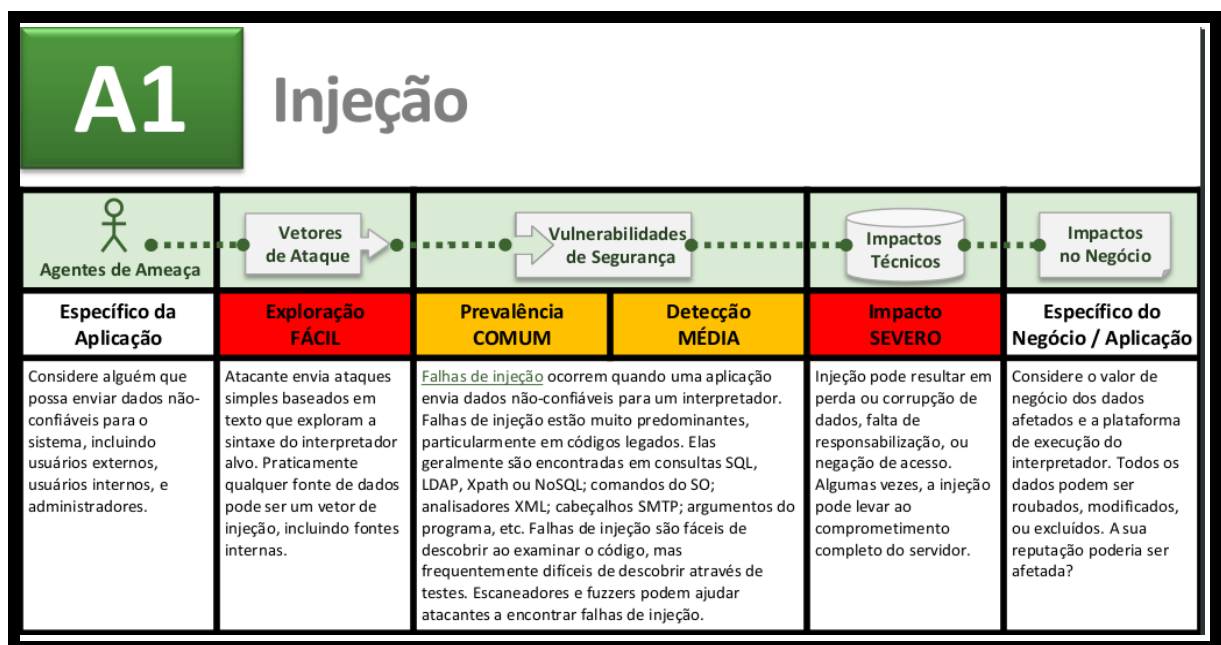 A1
Injeção
Agentes de Ameaça
Vetores
de Ataque
Vulnerabilidades
de Segurança
Impactos
Técnicos
Impactos
no Negócio
Específico da
Aplicação
Exploração
FÁCIL
Prevalência
COMUM
Detecção
MÉDIA
Impacto
SEVERO
Específico do
Negócio / Aplicação
Considere alguém que
possa enviar dados não-
confiáveis para o
sistema, incluindo
usuários externos,
usuários internos, e
administradores.
Atacante envia ataques
simples baseados em
texto que exploram a
sintaxe do interpretador
alvo. Praticamente
qualquer fonte de dados
pode ser um vetor de
injeção, incluindo fontes
internas.
Falhas de injeção ocorrem quando uma aplicação
envia dados não-confiáveis para um interpretador.
Falhas de injeção estão muito predominantes,
particularmente em códigos legados. Elas
geralmente são encontradas em consultas SQL,
LDAP, Xpath ou NoSQL; comandos do SO;
analisadores XML; cabeçalhos SMTP; argumentos do
programa, etc. Falhas de injeção são fáceis de
descobrir ao examinar o código, mas
frequentemente difíceis de descobrir através de
testes. Escaneadores e fuzzers podem ajudar
atacantes a encontrar falhas de injeção.
Injeção pode resultar em
perda ou corrupção de
dados, falta de
responsabilização, ou
negação de acesso.
Algumas vezes, a injeção
pode levar ao
comprometimento
completo do servidor.
Considere o valor de
negócio dos dados
afetados e a plataforma
de execução do
interpretador. Todos os
dados podem ser
roubados, modificados,
ou excluídos. A sua
reputação poderia ser
afetada?